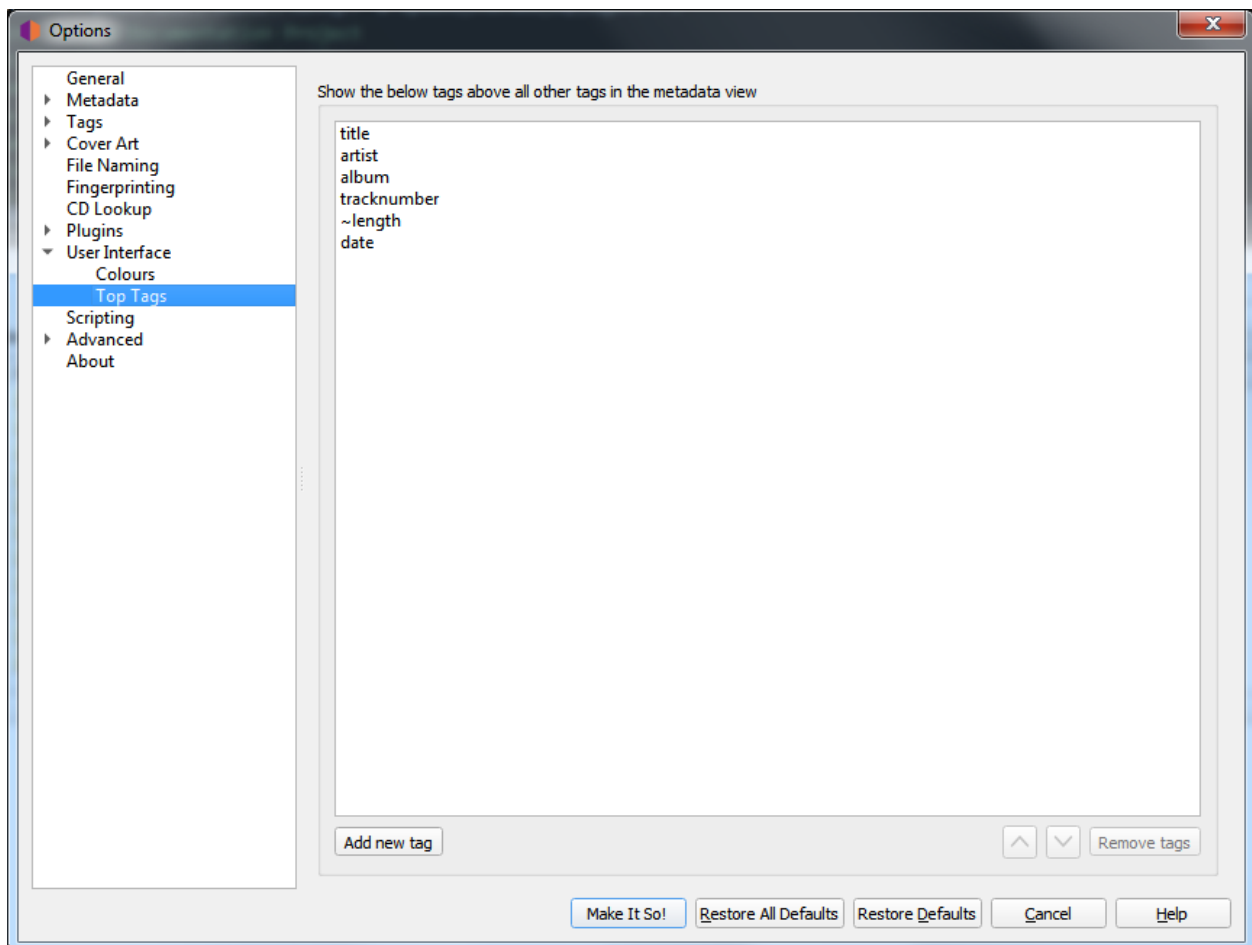 Options
General
Metadata
Tags
Cover Art
File Naming
Fingerprinting
CD Lookup
Plugins
User Interface
Colours
Top Tags
Scripting
Advanced
About
Show the below tags above all other tags in the metadata view
title
artist
album
tracknumber
~length
date
Add new tag
Remove tags
Make It So!
Restore All Defaults
Restore Defaults
Cancel
Help